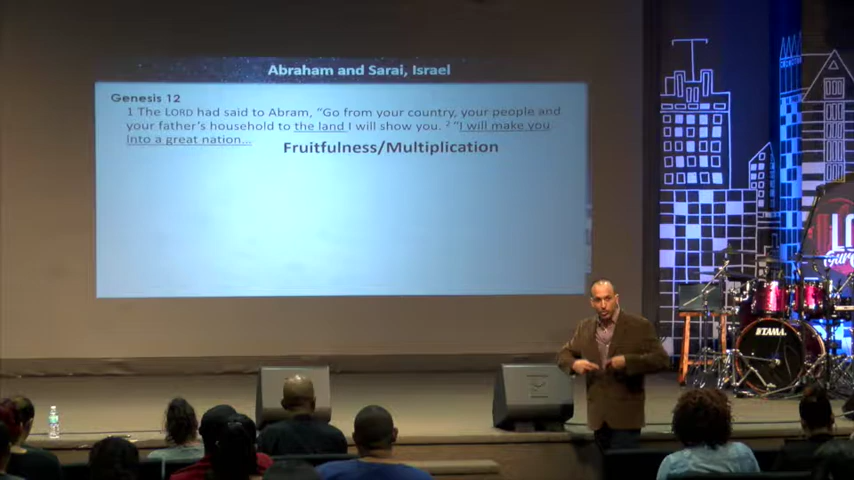 Abraham and Sarai, Israel
Genesis 12
1 The LORD had said to Abram, “Go from your country, your people and
your father’s household to the land I will show you. 2 “I will make you
into a great nation...
Fruitfulness/Multiplication
TAMA